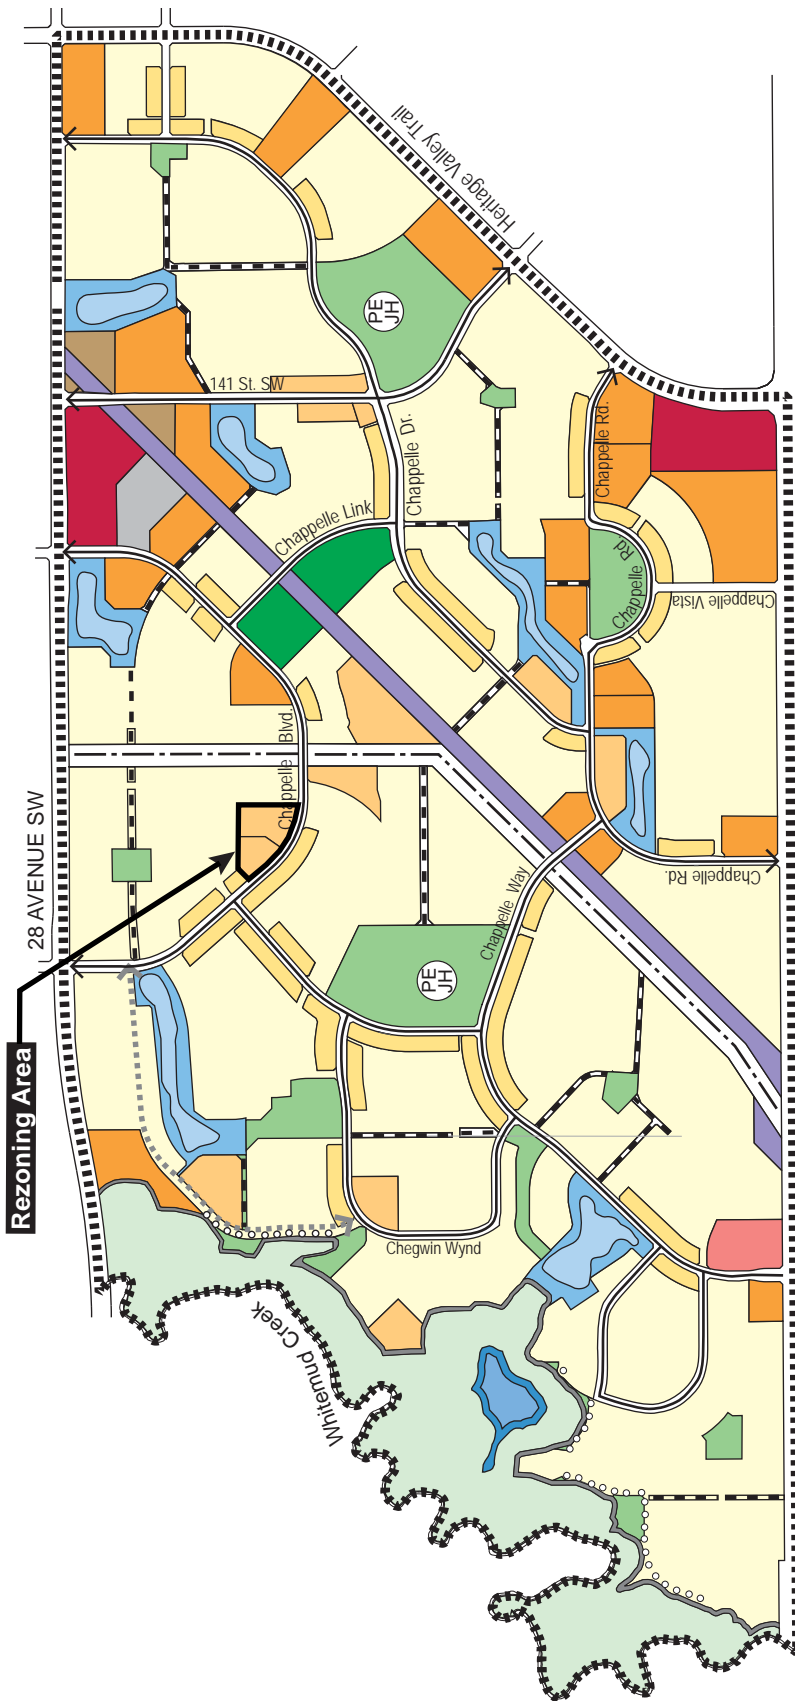 Heritage Valley Trail
PE
JH
141 St. SW
Chappelle Dr.
Chappelle Rd.
Chappelle Link
Chappelle
Rd
Chappelle Vista
Chappelle Blvd.
28 AVENUE SW
Chappelle Way
Chappelle Rd.
PE
JH
Rezoning Area
Chegwin Wynd
Whitemud Creek